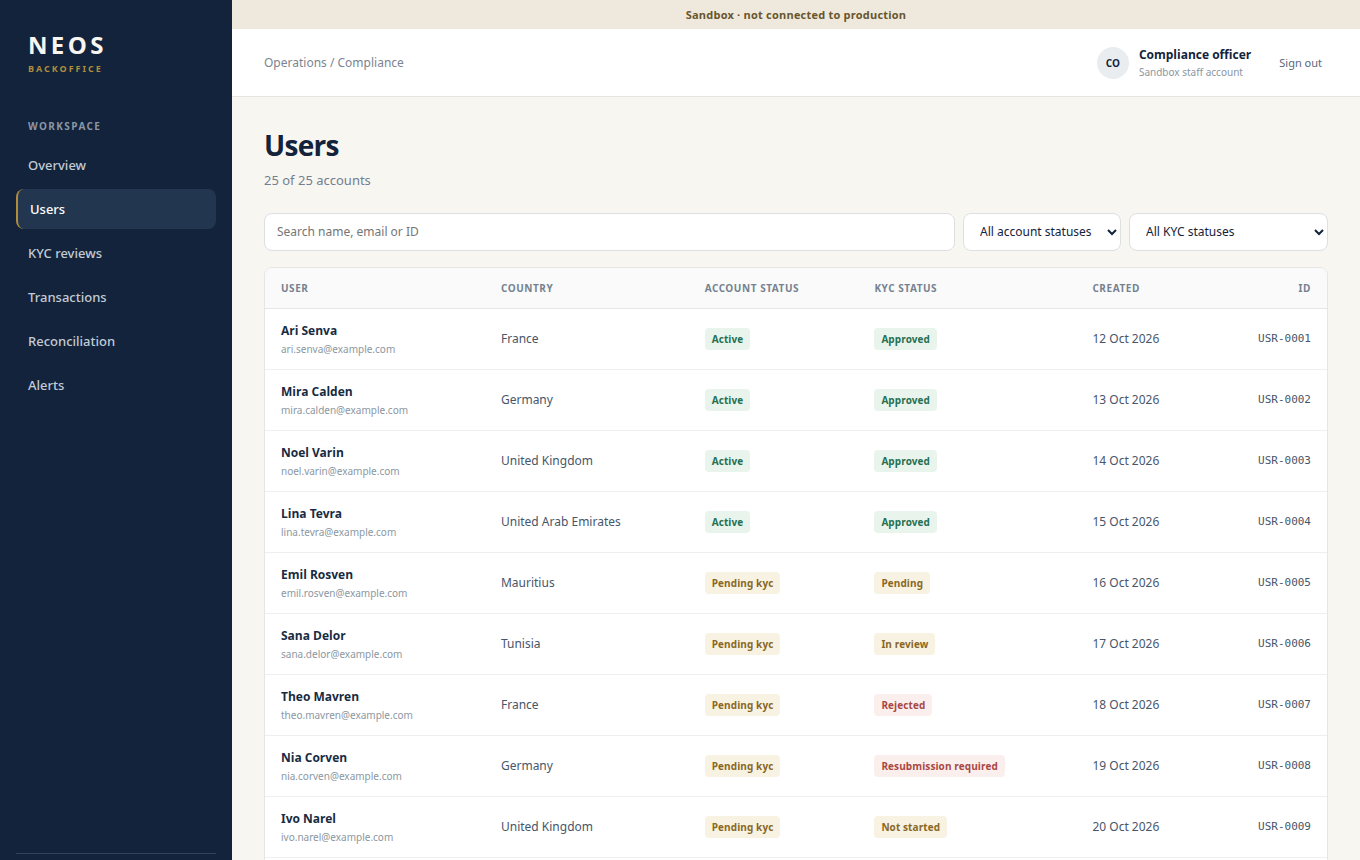 Sandbox · not connected to production
NEOS
BACKOFFICE
WORKSPACE
Overview
Users
KYC reviews
Transactions
Reconciliation
Alerts
Operations / Compliance
CO
Compliance officer
Sandbox staff account
Sign out
Users
25 of 25 accounts
Search name, email or ID
All account statuses
All KYC statuses
USER COUNTRY ACCOUNT STATUS KYC STATUS CREATED ID
Ari Senva
ari.senva@example.com
France Active Approved 12 Oct 2026 USR-0001
Mira Calden
mira.calden@example.com
Germany Active Approved 13 Oct 2026 USR-0002
Noel Varin
noel.varin@example.com
United Kingdom Active Approved 14 Oct 2026 USR-0003
Lina Tevra
lina.tevra@example.com
United Arab Emirates Active Approved 15 Oct 2026 USR-0004
Emil Rosven
emil.rosven@example.com
Mauritius Pending kyc Pending 16 Oct 2026 USR-0005
Sana Delor
sana.delor@example.com
Tunisia Pending kyc In review 17 Oct 2026 USR-0006
Theo Mavren
theo.mavren@example.com
France Pending kyc Rejected 18 Oct 2026 USR-0007
Nia Corven
nia.corven@example.com
Germany Pending kyc Resubmission required 19 Oct 2026 USR-0008
Ivo Narel
ivo.narel@example.com
United Kingdom Pending kyc Not started 20 Oct 2026 USR-0009